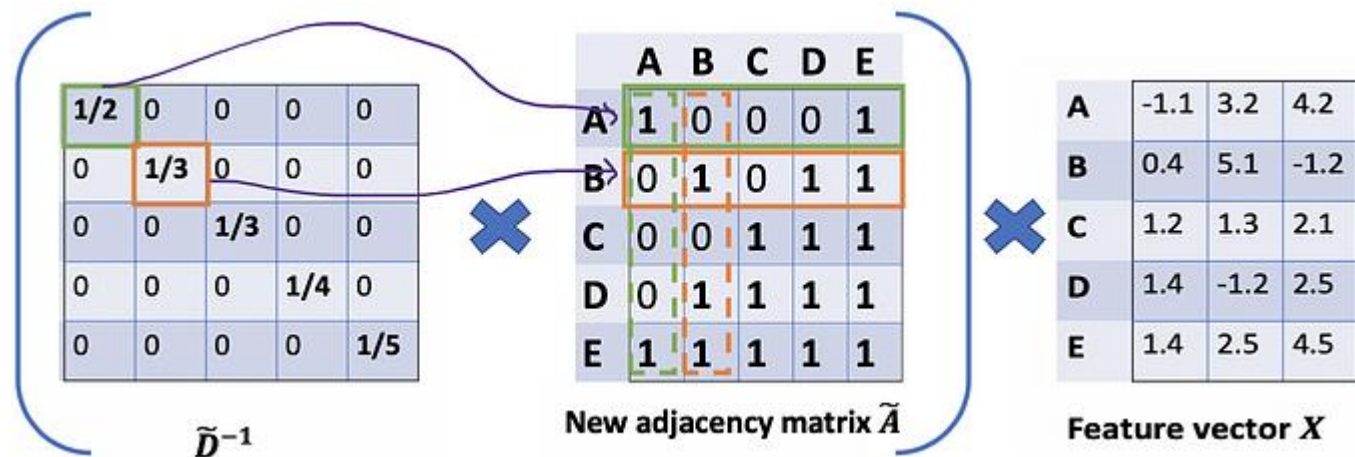 A B C D E
1/2 0 0 0 0
A 1 0 0 0 1
A -1.1 3.2 4.2
0 1/3 0 0 0
B 0 1 0 1 1
B 0.4 5.1 -1.2
0 0 1/3 0 0
C 0 0 1 1 1
C 1.2 1.3 2.1
0 0 0 1/4 0
D 0 1 1 1 1
D 1.4 -1.2 2.5
0 0 0 0 1/5
E 1 1 1 1 1
E 1.4 2.5 4.5
D̃⁻¹
New adjacency matrix Ã
Feature vector X